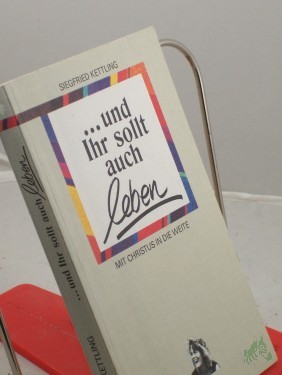 SIEGFRIED KETTLING
...und
Ihr sollt
auch
leben
MIT CHRISTUS IN DIE WEITE
...und Ihr sollt auch leben
KETTLING